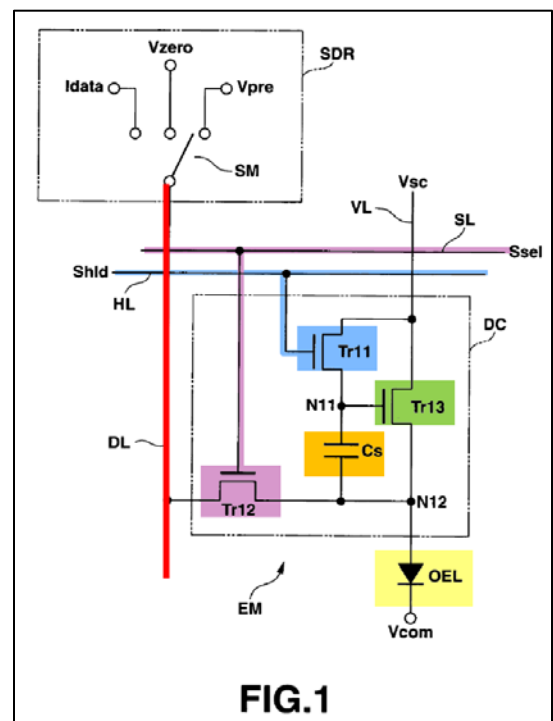 Vzero
SDR
Idata
Vpre
SM
Vsc
VL
SL
Ssel
Shld
HL
DC
Tr11
N11
Tr13
DL
Cs
Tr12
N12
OEL
EM
Vcom
FIG.1